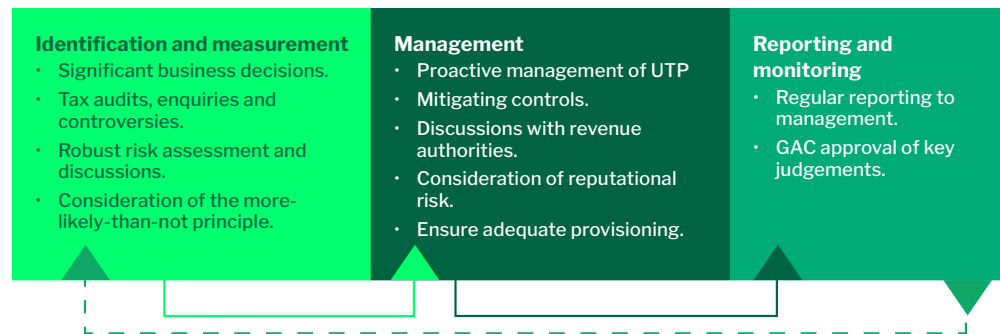 Identification and measurement
• Significant business decisions.
• Tax audits, enquiries and
controversies.
• Robust risk assessment and
discussions.
• Consideration of the more-
likely-than-not principle.
Management
• Proactive management of UTP
• Mitigating controls.
• Discussions with revenue
authorities.
• Consideration of reputational
risk.
• Ensure adequate provisioning.
Reporting and
monitoring
• Regular reporting to
management.
• GAC approval of key
judgements.